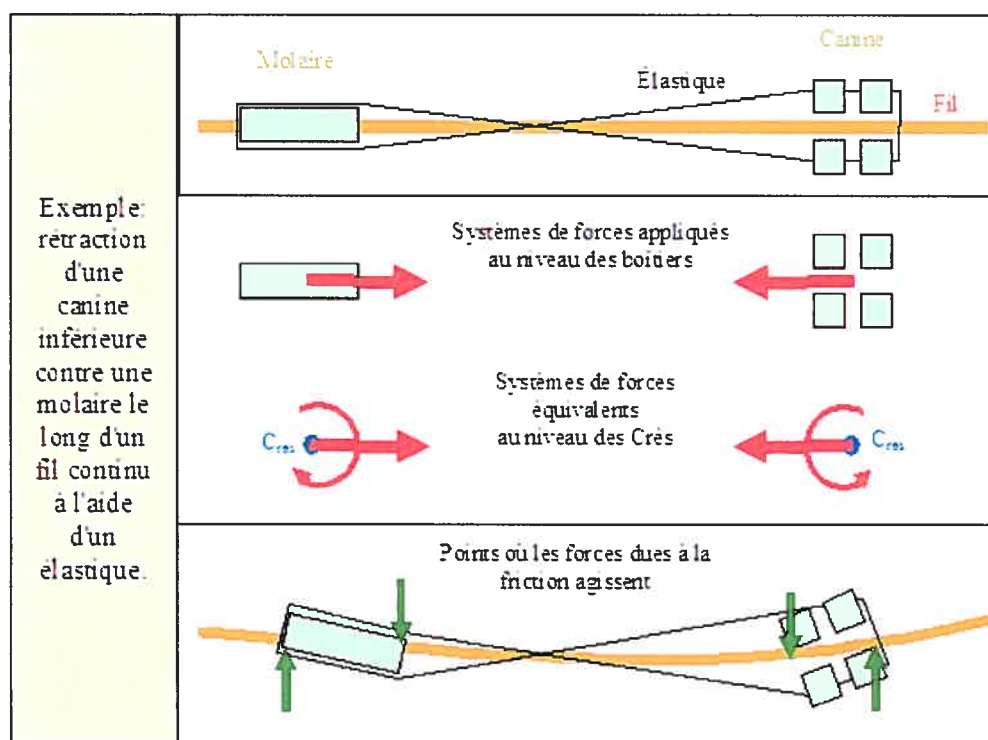 Exemple:
rétraction
d'une
canine
inférieure
contre une
molaire le
long d'un
fil continu
à l'aide
d'un
élastique.
Molaire
Canine
Élastique
Fil
Systèmes de forces appliqués
au niveau des boîtiers
Systèmes de forces
équivalents
au niveau des Crés
Cres
Cres
Points où les forces dues à la
friction agissent